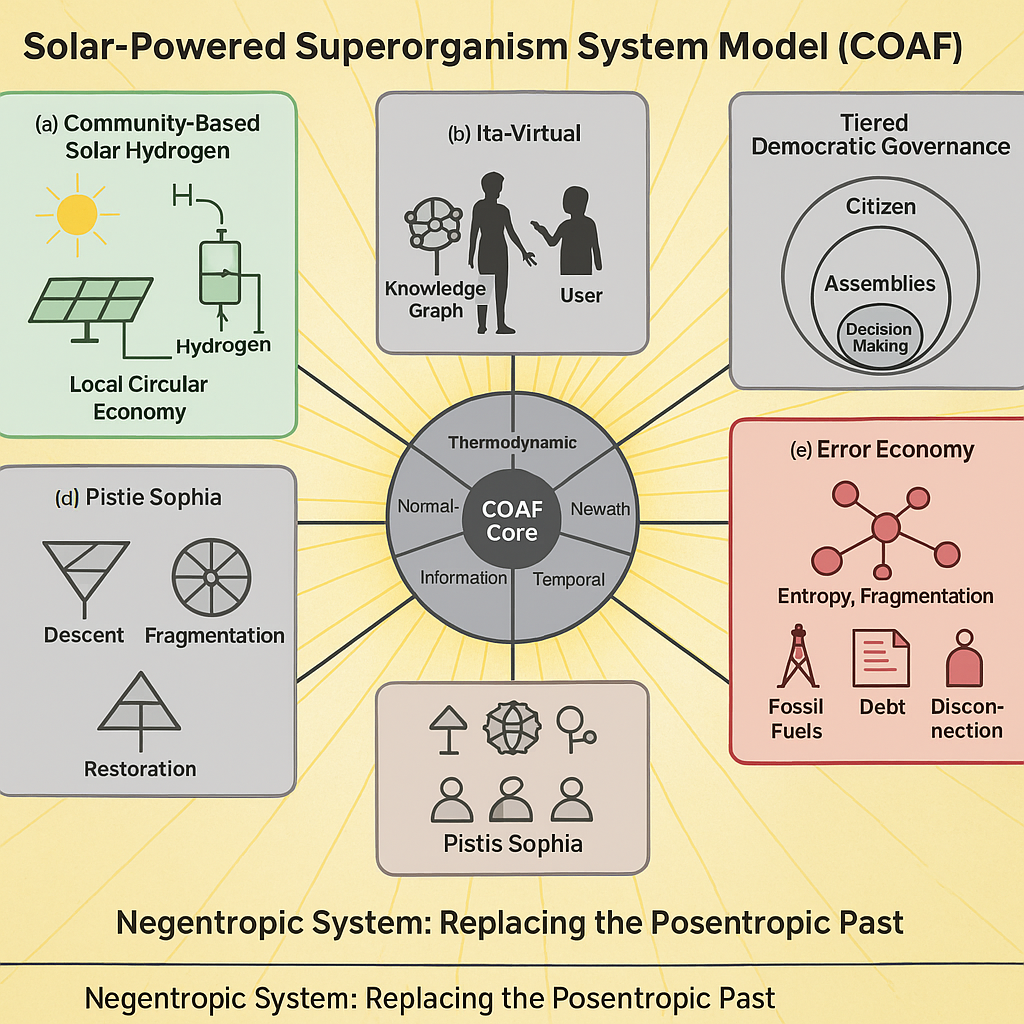 Solar-Powered Superorganism System Model (COAF)
(a) Community-Based
Solar Hydrogen
H
Hydrogen
Local Circular
Economy
(b) Ita-Virtual
Knowledge
Graph
User
Tiered
Democratic Governance
Citizen
Assemblies
Decision
Making
Thermodynamic
Normal-
COAF
Core
Newath
Information
Temporal
(d) Pistie Sophia
Descent
Fragmentation
Restoration
(e) Error Economy
Entropy, Fragmentation
Fossil
Fuels
Debt
Discon-
nection
Pistis Sophia
Negentropic System: Replacing the Posentropic Past
Negentropic System: Replacing the Posentropic Past